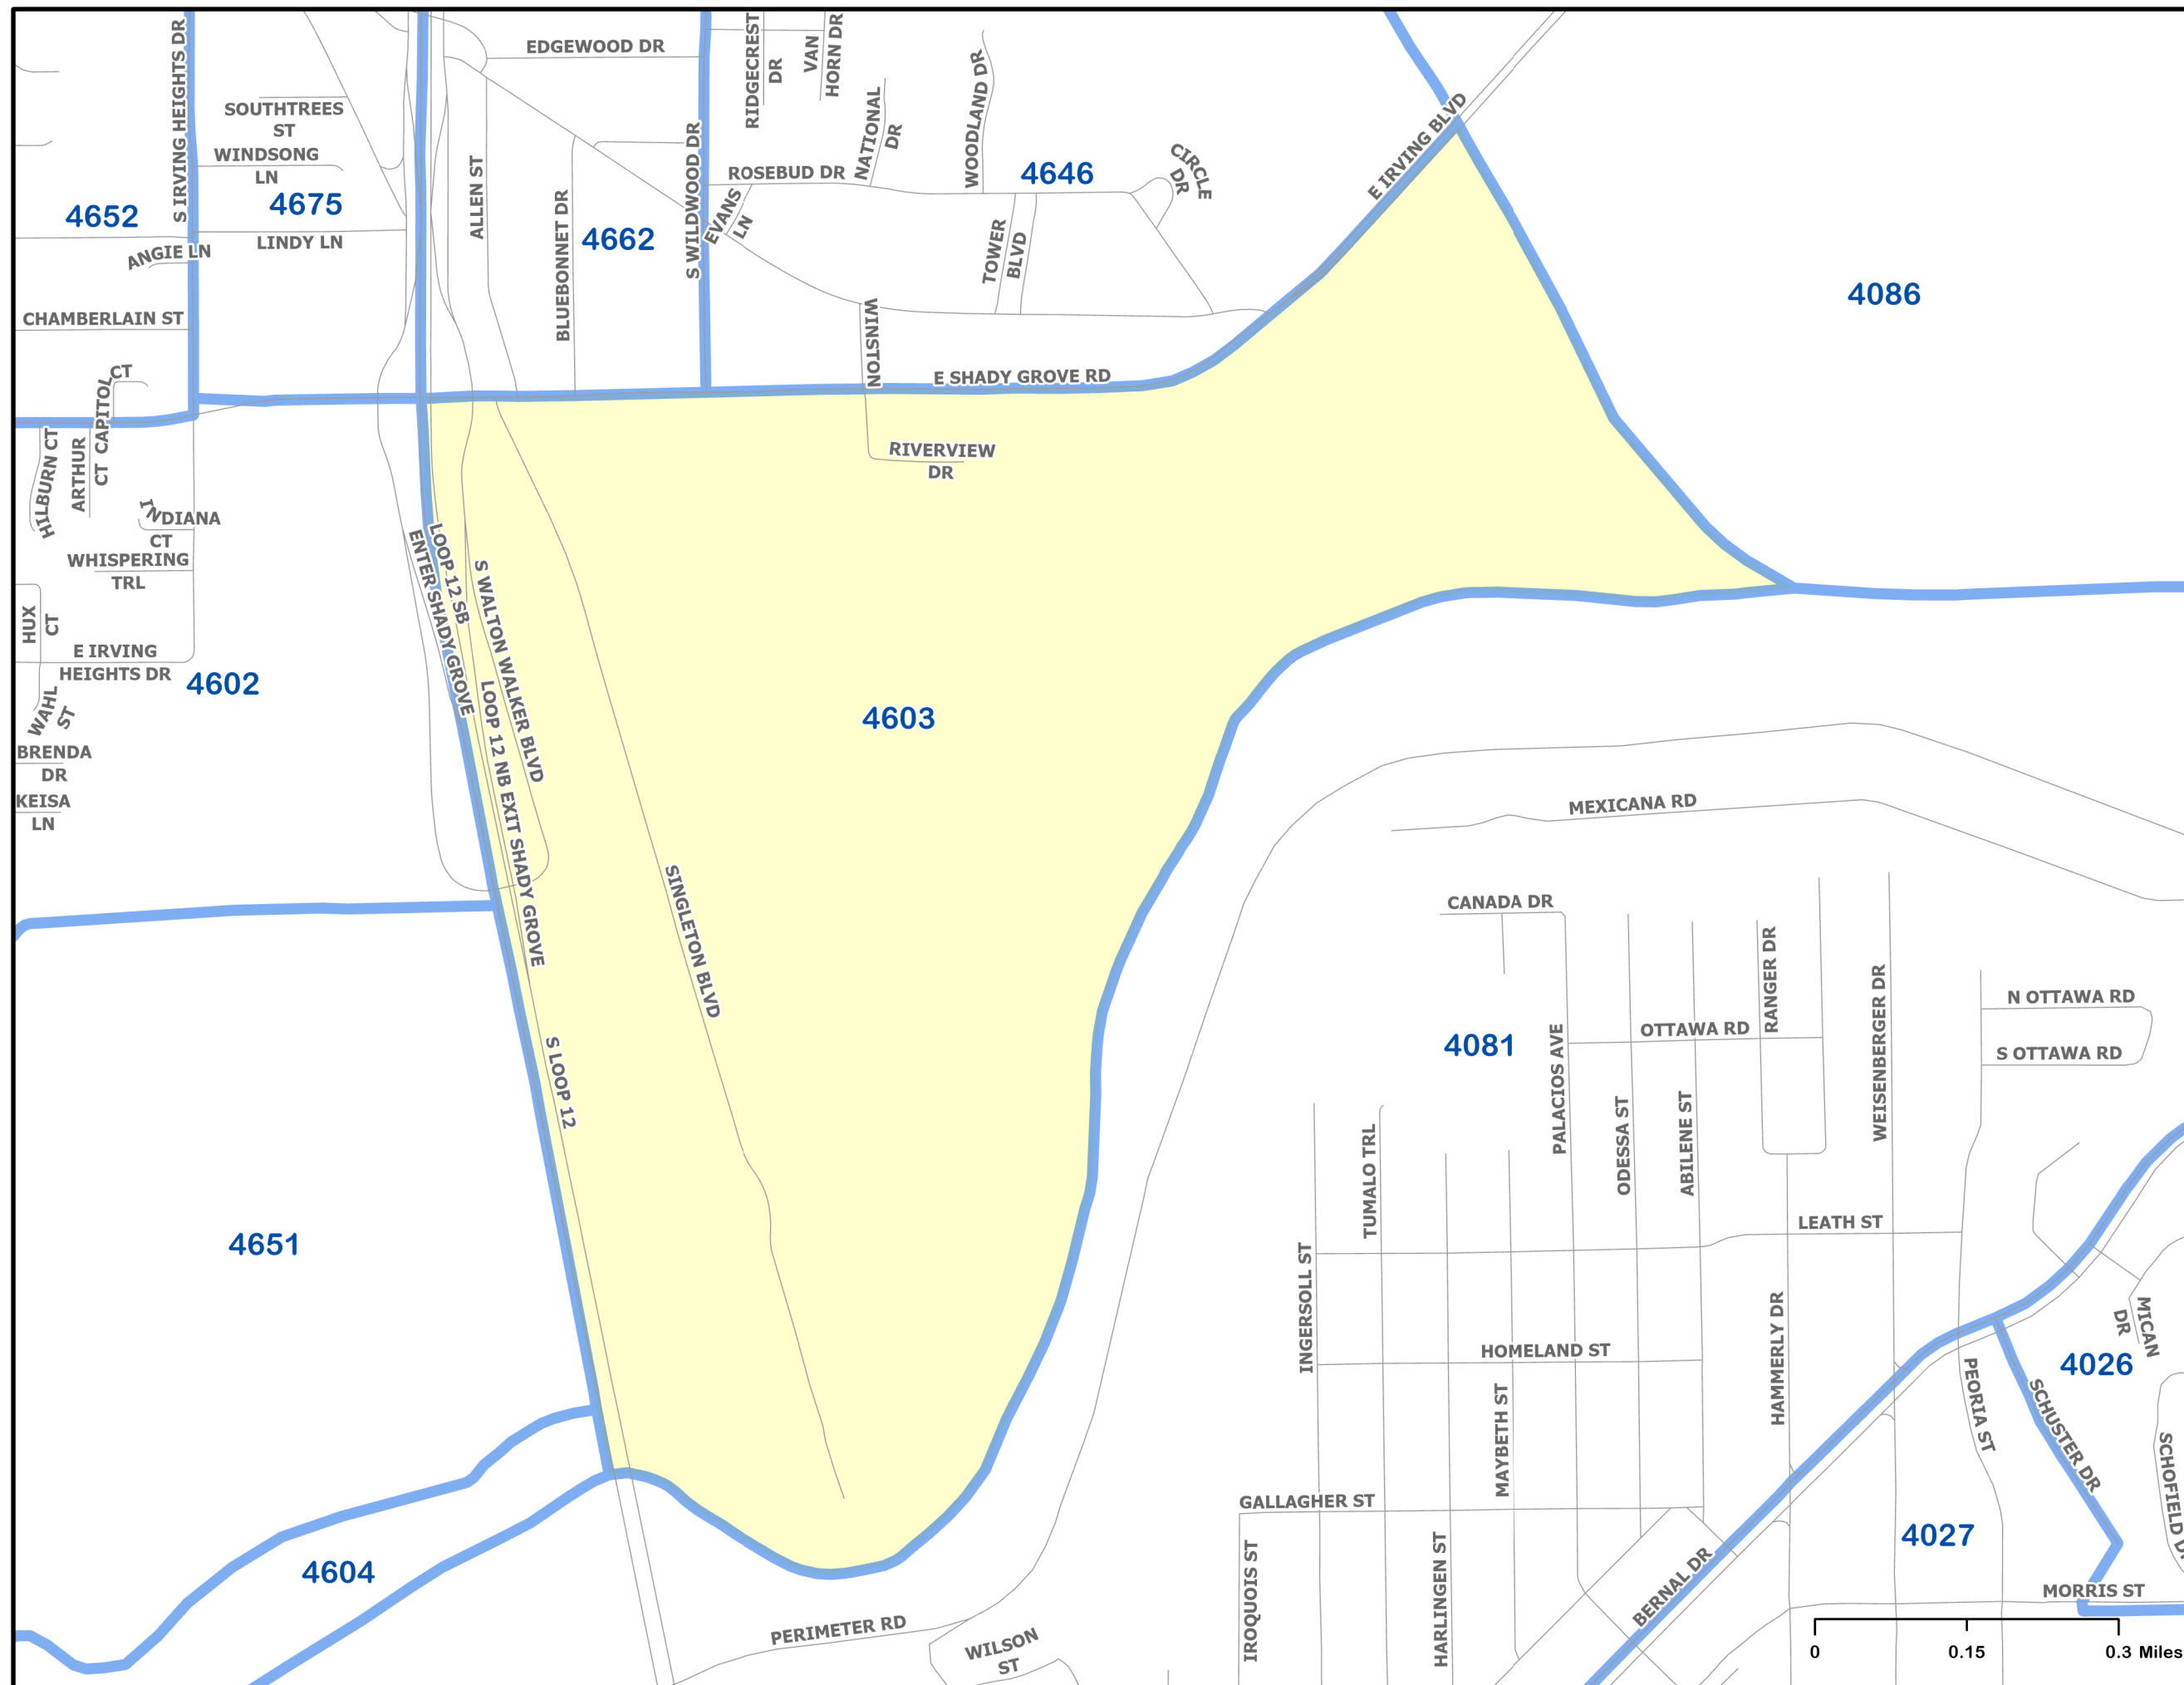 S IRVING HEIGHTS DR
EDGEWOOD DR
RIDGECREST
DR
VAN
HORN DR
SOUTHTREES
ST
WINDSONG
LN
4652
4675
LINDY LN
ANGIE LN
CHAMBERLAIN ST
ALLEN ST
BLUEBONNET DR
4662
S WILDWOOD DR
ROSEBUD DR
EVANS
LN
NATIONAL
DR
WOODLAND DR
4646
CIRCLE
DR
TOWER
BLVD
E IRVING BLVD
4086
WINSTON
E SHADY GROVE RD
RIVERVIEW
DR
CAPITOL
CT
HILBURN CT
ARTHUR
CT
INDIANA
CT
WHISPERING
TRL
HUX
CT
E IRVING
HEIGHTS DR
4602
WAHL
ST
BRENDA
DR
KEISA
LN
LOOP 12 SB
ENTER SHADY GROVE
S WALTON WALKER BLVD
LOOP 12 NB EXIT SHADY GROVE
4603
SINGLETON BLVD
S LOOP 12
MEXICANA RD
CANADA DR
4081
PALACIOS AVE
OTTAWA RD
RANGER DR
WEISENBERGER DR
N OTTAWA RD
S OTTAWA RD
TUMALO TRL
ODESSA ST
ABILENE ST
LEATH ST
4651
INGERSOLL ST
HOMELAND ST
HAMMERLY DR
MAYBETH ST
PEORIA ST
SCHUSTER DR
4026
MICAN
DR
SCHOFIELD DR
GALLAGHER ST
4604
IROQUOIS ST
HARLINGEN ST
BERNAL DR
4027
MORRIS ST
PERIMETER RD
WILSON
ST
0 0.15 0.3 Miles